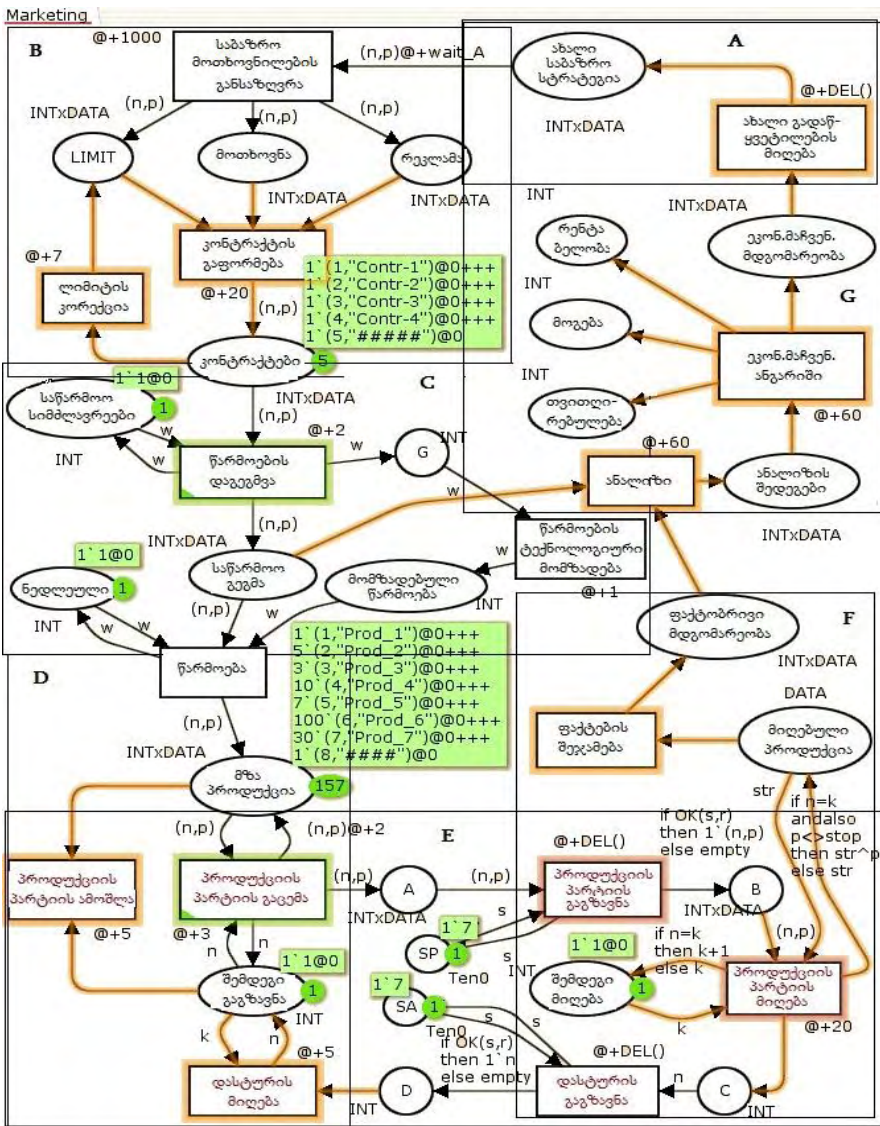 Marketing
B
@+1000
საბაზრო
მოთხოვნილების
განსაზღვრა
(n,p)@+wait_A
ახალი
საბაზრო
სტრატეგია
A
@+DEL()
ახალი გადაწ-
ყვეტილების
მიღება
INTxDATA
INTxDATA
(n,p)
(n,p)
(n,p)
LIMIT
მოთხოვნა
რეკლამა
INTxDATA
INTxDATA
INT
INTxDATA
@+7
ლიმიტის
კორექცია
კონტრაქტის
გაფორმება
@+20
(n,p)
1`(1,"Contr-1")@0+++
1`(2,"Contr-2")@0+++
1`(3,"Contr-3")@0+++
1`(4,"Contr-4")@0+++
1`(5,"#####")@0
რენტა
ბელობა
INT
ეკონ.მაჩვენ.
მდგომარეობა
G
მოგება
INT
ეკონ.მაჩვენ.
ანგარიში
@+60
თვითღი-
რებულება
კონტრაქტები
5
INTxDATA
C
1`1@0
საწარმოო
სიმძლავრეები
1
(n,p)
@+2
w
w
INT
წარმოების
დაგეგმვა
w
G
INT
w
@+60
ანალიზი
ანალიზის
შედეგები
INTxDATA
(n,p)
INTxDATA
საწარმოო
გეგმა
წარმოების
ტექნოლოგიური
მომზადება
@+1
w
მომზადებული
წარმოება
INT
1`1@0
ნედლეული
1
INT
w
w
(n,p)
w
წარმოება
D
(n,p)
INTxDATA
1`(1,"Prod_1")@0+++
5`(2,"Prod_2")@0+++
3`(3,"Prod_3")@0+++
10`(4,"Prod_4")@0+++
7`(5,"Prod_5")@0+++
100`(6,"Prod_6")@0+++
30`(7,"Prod_7")@0+++
1`(8,"####")@0
მზა
პროდუქცია
157
F
ფაქტობრივი
მდგომარეობა
INTxDATA
DATA
ფაქტების
შეჯამება
მიღებული
პროდუქცია
str
if n=k
andalso
p<>stop
then str^p
else str
(n,p)
(n,p)@+2
E
პროდუქციის
პარტიის ამოშლა
@+5
პროდუქციის
პარტიის გაცემა
@+3
(n,p)
A
INTxDATA
(n,p)
@+DEL()
პროდუქციის
პარტიის
გაგზავნა
if OK(s,r)
then 1`(n,p)
else empty
B
INTxDATA
(n,p)
n
n
1`1@0
შემდეგი
გაგზავნა
1
INT
1`7
SP
1
Ten0
s
s
1`7
SA
1
Ten0
s
s
INT
1`1@0
შემდეგი
მიღება
1
if n=k
then k+1
else k
k
პროდუქციის
პარტიის
მიღება
@+20
k
n
@+5
დასტურის
მიღება
INT
D
if OK(s,r)
then 1`n
else empty
@+DEL()
დასტურის
გაგზავნა
n
C
INT